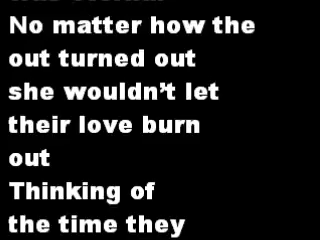 No matter how the
out turned out
she wouldn't let
their love burn
out
Thinking of
the time they